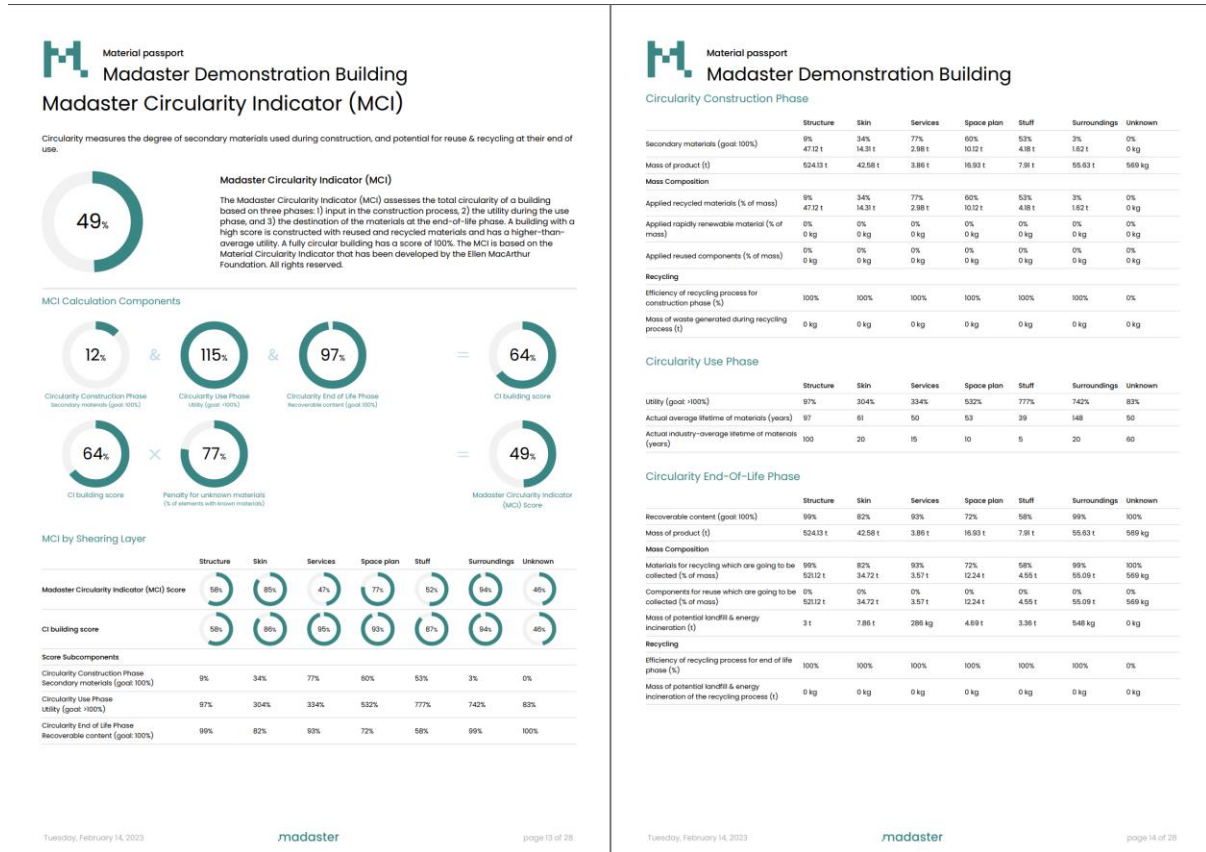 Material passport
Madaster Demonstration Building
Madaster Circularity Indicator (MCI)
Circularity measures the degree of secondary materials used during construction, and potential for reuse & recycling at their end of
use.
49%
Madaster Circularity Indicator (MCI)
The Madaster Circularity Indicator (MCI) assesses the total circularity of a building
based on three phases: 1) input in the construction process, 2) the utility during the use
phase, and 3) the destination of the materials at the end-of-life phase. A building with a
high score is constructed with reused and recycled materials and has a higher-than-
average utility. A fully circular building has a score of 100%. The MCI is based on the
Material Circularity Indicator that has been developed by the Ellen MacArthur
Foundation. All rights reserved.
MCI Calculation Components
12% & 115% & 97% = 64%
Circularity Construction Phase Circularity Use Phase Circularity End of Life Phase CI building score
Secondary materials (goal: 100%) Utility (goal: >100%) Recoverable content (goal: 100%)
64% × 77% = 49%
CI building score Penalty for unknown materials Madaster Circularity Indicator
(% of elements with known materials) (MCI) Score
MCI by Shearing Layer
Structure Skin Services Space plan Stuff Surroundings Unknown
Madaster Circularity Indicator (MCI) Score 58% 85% 47% 77% 52% 94% 46%
CI building score 58% 86% 95% 93% 87% 94% 46%
Score Subcomponents
Circularity Construction Phase
Secondary materials (goal: 100%) 9% 34% 77% 60% 53% 3% 0%
Circularity Use Phase
Utility (goal: >100%) 97% 304% 334% 532% 777% 742% 83%
Circularity End of Life Phase
Recoverable content (goal: 100%) 99% 82% 93% 72% 58% 99% 100%
Tuesday, February 14, 2023 madaster page 13 of 28
Material passport
Madaster Demonstration Building
Circularity Construction Phase
Structure Skin Services Space plan Stuff Surroundings Unknown
Secondary materials (goal: 100%) 9% 34% 77% 60% 53% 3% 0%
47.12 t 14.31 t 2.98 t 10.12 t 4.18 t 1.62 t 0 kg
Mass of product (t) 524.13 t 42.58 t 3.86 t 16.93 t 7.91 t 55.63 t 569 kg
Mass Composition
Applied recycled materials (% of mass) 9% 34% 77% 60% 53% 3% 0%
47.12 t 14.31 t 2.98 t 10.12 t 4.18 t 1.62 t 0 kg
Applied rapidly renewable material (% of 0% 0% 0% 0% 0% 0% 0%
mass) 0 kg 0 kg 0 kg 0 kg 0 kg 0 kg 0 kg
Applied reused components (% of mass) 0% 0% 0% 0% 0% 0% 0%
0 kg 0 kg 0 kg 0 kg 0 kg 0 kg 0 kg
Recycling
Efficiency of recycling process for
construction phase (%) 100% 100% 100% 100% 100% 100% 0%
Mass of waste generated during recycling
process (t) 0 kg 0 kg 0 kg 0 kg 0 kg 0 kg 0 kg
Circularity Use Phase
Structure Skin Services Space plan Stuff Surroundings Unknown
Utility (goal: >100%) 97% 304% 334% 532% 777% 742% 83%
Actual average lifetime of materials (years) 97 61 50 53 39 148 50
Actual industry-average lifetime of materials
(years) 100 20 15 10 5 20 60
Circularity End-Of-Life Phase
Structure Skin Services Space plan Stuff Surroundings Unknown
Recoverable content (goal: 100%) 99% 82% 93% 72% 58% 99% 100%
Mass of product (t) 524.13 t 42.58 t 3.86 t 16.93 t 7.91 t 55.63 t 569 kg
Mass Composition
Materials for recycling which are going to be 99% 82% 93% 72% 58% 99% 100%
collected (% of mass) 521.12 t 34.72 t 3.57 t 12.24 t 4.55 t 55.09 t 569 kg
Components for reuse which are going to be 0% 0% 0% 0% 0% 0% 0%
collected (% of mass) 521.12 t 34.72 t 3.57 t 12.24 t 4.55 t 55.09 t 569 kg
Mass of potential landfill & energy
incineration (t) 3 t 7.86 t 286 kg 4.69 t 3.36 t 548 kg 0 kg
Recycling
Efficiency of recycling process for end of life
phase (%) 100% 100% 100% 100% 100% 100% 0%
Mass of potential landfill & energy
incineration of the recycling process (t) 0 kg 0 kg 0 kg 0 kg 0 kg 0 kg 0 kg
Tuesday, February 14, 2023 madaster page 14 of 28